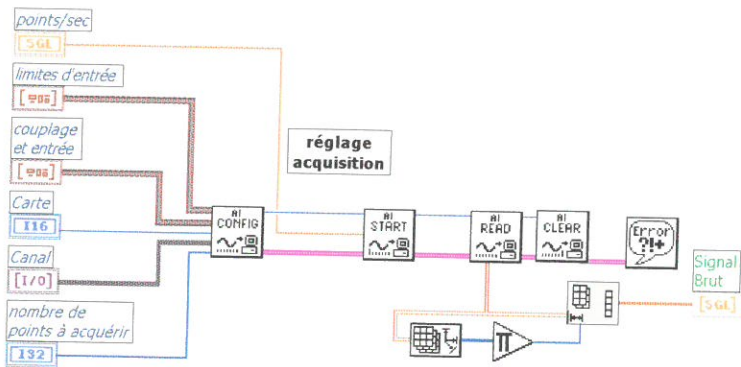 points/sec
SGL
limites d'entrée
couplage
et entrée
Carte
I16
Canal
[I/O]
nombre de
points à acquérir
I32
réglage
acquisition
AI
CONFIG
AI
START
AI
READ
AI
CLEAR
Error
?!+
Signal
Brut
[SGL]